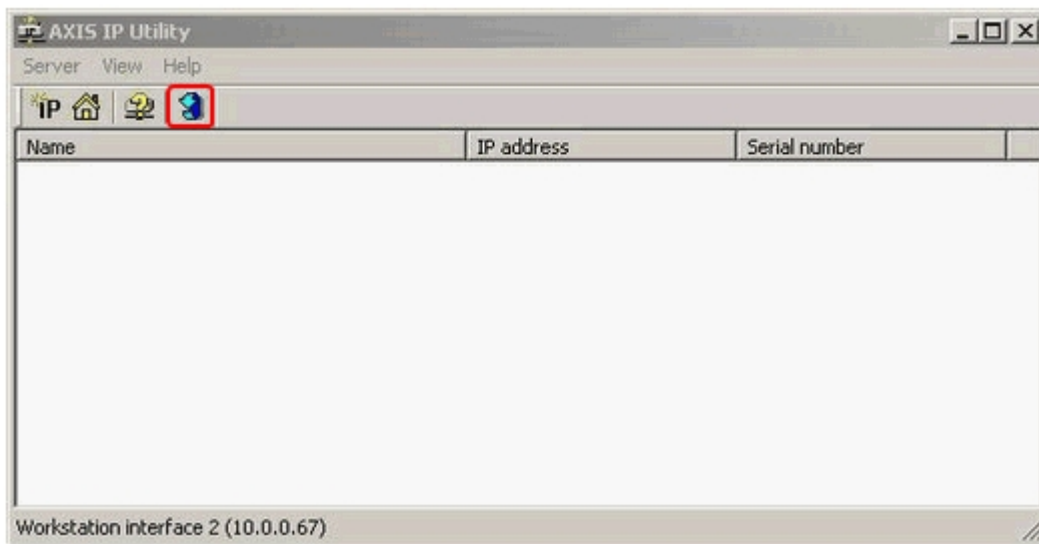 AXIS IP Utility
Server View Help
IP
Name IP address Serial number
Workstation interface 2 (10.0.0.67)